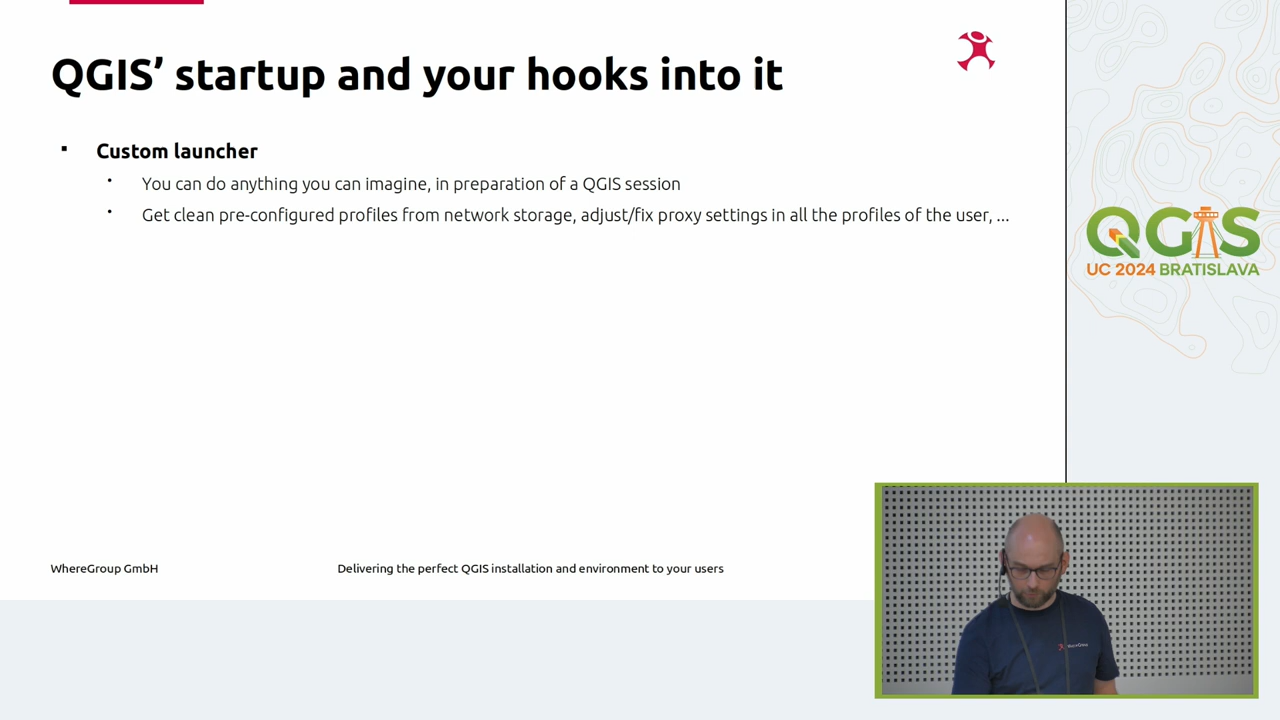 QGIS’ startup and your hooks into it
Custom launcher
You can do anything you can imagine, in preparation of a QGIS session
Get clean pre-configured profiles from network storage, adjust/fix proxy settings in all the profiles of the user, ...
QGIS
UC 2024 BRATISLAVA
WhereGroup GmbH
Delivering the perfect QGIS installation and environment to your users